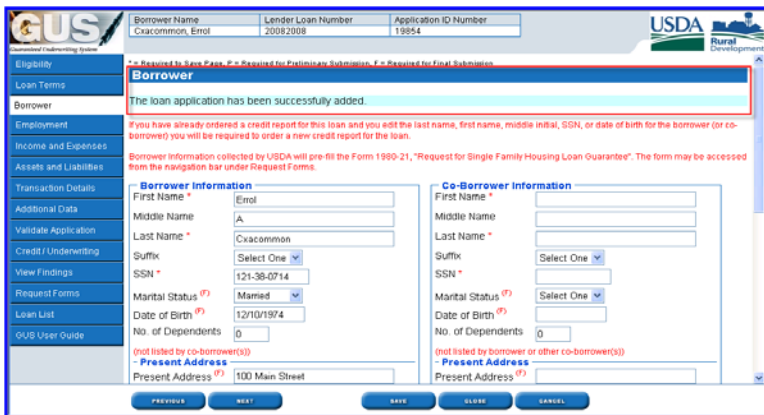 GUS
Guaranteed Underwriting System
Borrower Name Lender Loan Number Application ID Number
Cxacommon, Errol 20082008 19854
USDA
Rural
Development
Eligibility
Loan Terms
Borrower
Employment
Income and Expenses
Assets and Liabilities
Transaction Details
Additional Data
Validate Application
Credit / Underwriting
View Findings
Request Forms
Loan List
GUS User Guide
* = Required to Save Page, P = Required for Preliminary Submission, F = Required for Final Submission
Borrower
The loan application has been successfully added.
If you have already ordered a credit report for this loan and you edit the last name, first name, middle initial, SSN, or date of birth for the borrower (or co-
borrower) you will be required to order a new credit report for the loan.
Borrower Information collected by USDA will pre-fill the Form 1980-21, "Request for Single Family Housing Loan Guarantee". The form may be accessed
from the navigation bar under Request Forms.
Borrower Information
First Name * Errol
Middle Name A
Last Name * Cxacommon
Suffix Select One
SSN * 121-38-0714
Marital Status (F) Married
Date of Birth (F) 12/10/1974
No. of Dependents 0
(not listed by co-borrower(s))
Present Address
Present Address (F) 100 Main Street
Co-Borrower Information
First Name *
Middle Name
Last Name *
Suffix Select One
SSN *
Marital Status (F) Select One
Date of Birth (F)
No. of Dependents 0
(not listed by borrower or other co-borrower(s))
Present Address
Present Address (F)
PREVIOUS NEXT SAVE CLOSE CANCEL